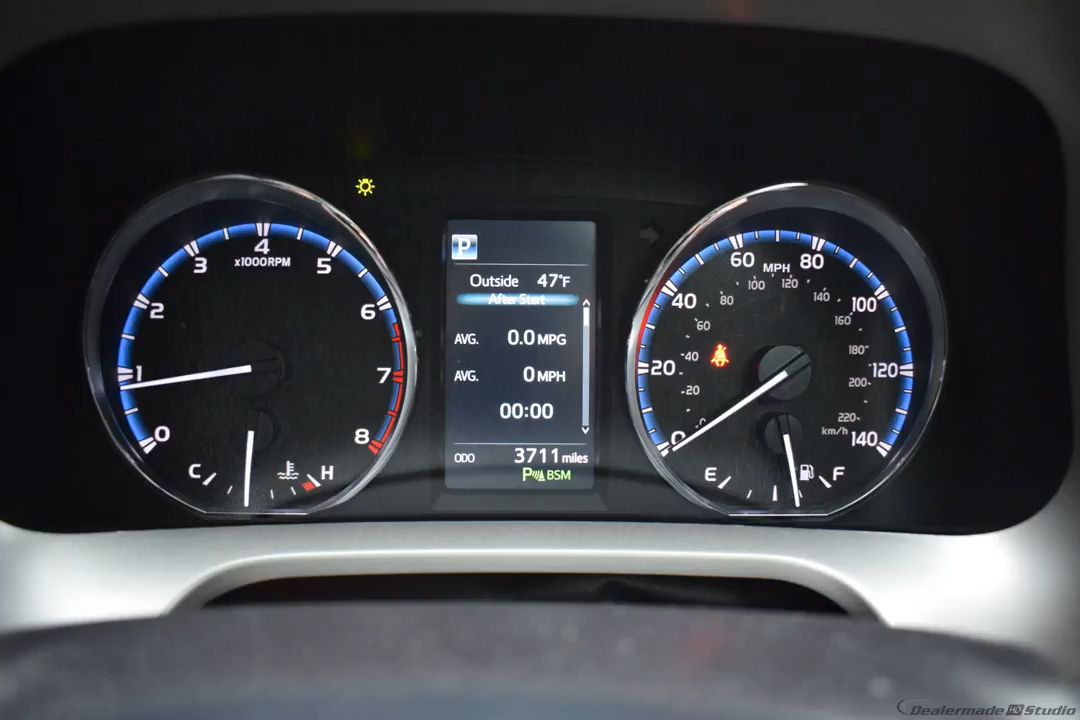 0
1
2
3
4
5
6
7
8
x1000RPM
C
H
P
Outside 47°F
After Start
AVG. 0.0 MPG
AVG. 0 MPH
00:00
ODO 3711 miles
P BSM
0
20
40
60
80
100
120
140
MPH
0
20
40
60
80
100
120
140
160
180
200
220
km/h
E
F
Dealermade HD Studio